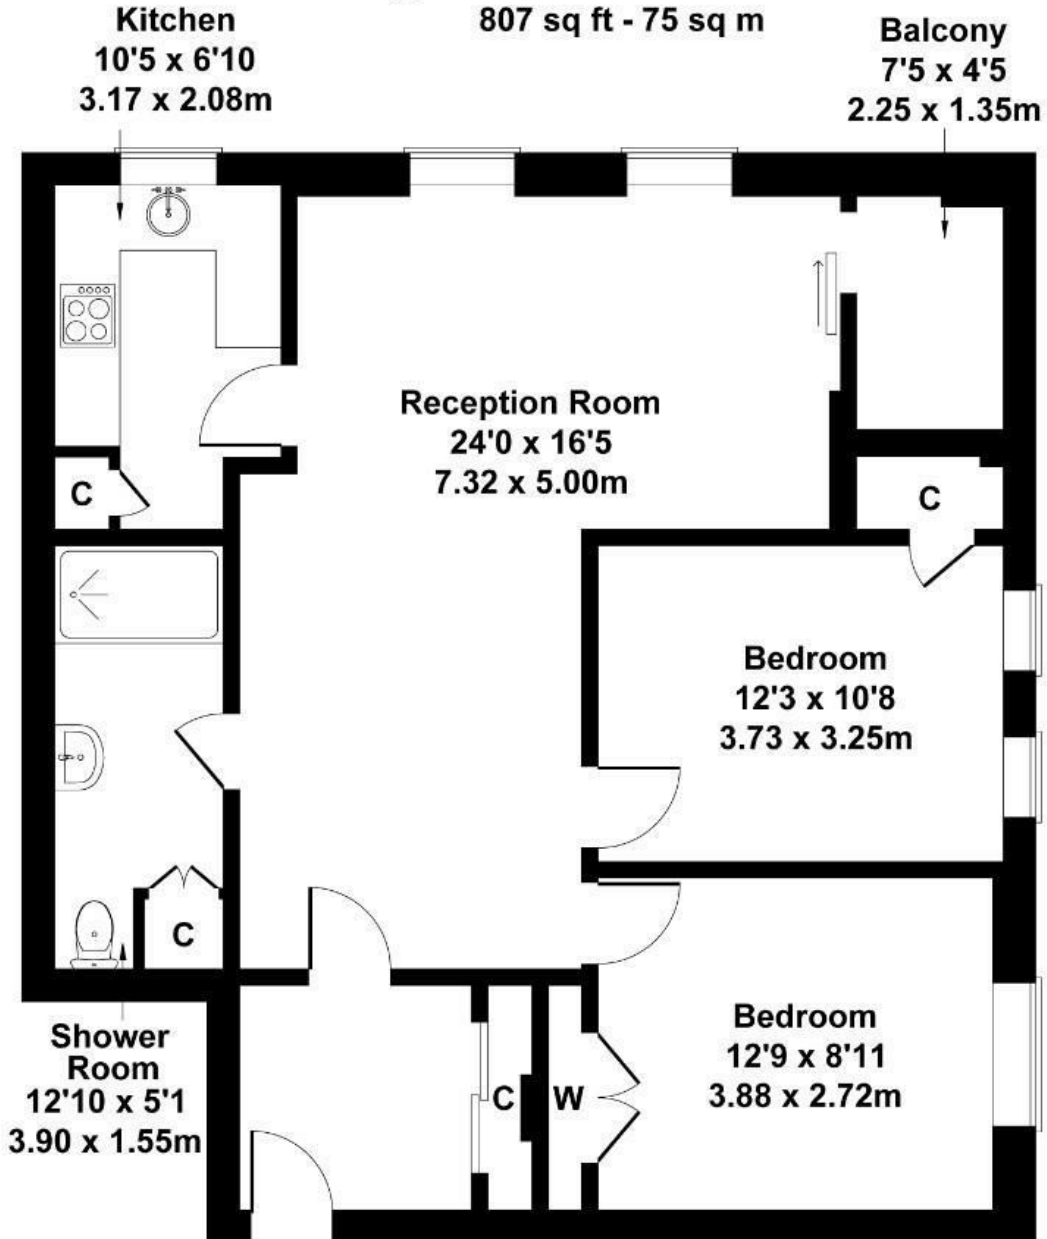 807 sq ft - 75 sq m
Kitchen
10'5 x 6'10
3.17 x 2.08m
Balcony
7'5 x 4'5
2.25 x 1.35m
Reception Room
24'0 x 16'5
7.32 x 5.00m
C
C
Bedroom
12'3 x 10'8
3.73 x 3.25m
C
Shower
Room
12'10 x 5'1
3.90 x 1.55m
C
W
Bedroom
12'9 x 8'11
3.88 x 2.72m